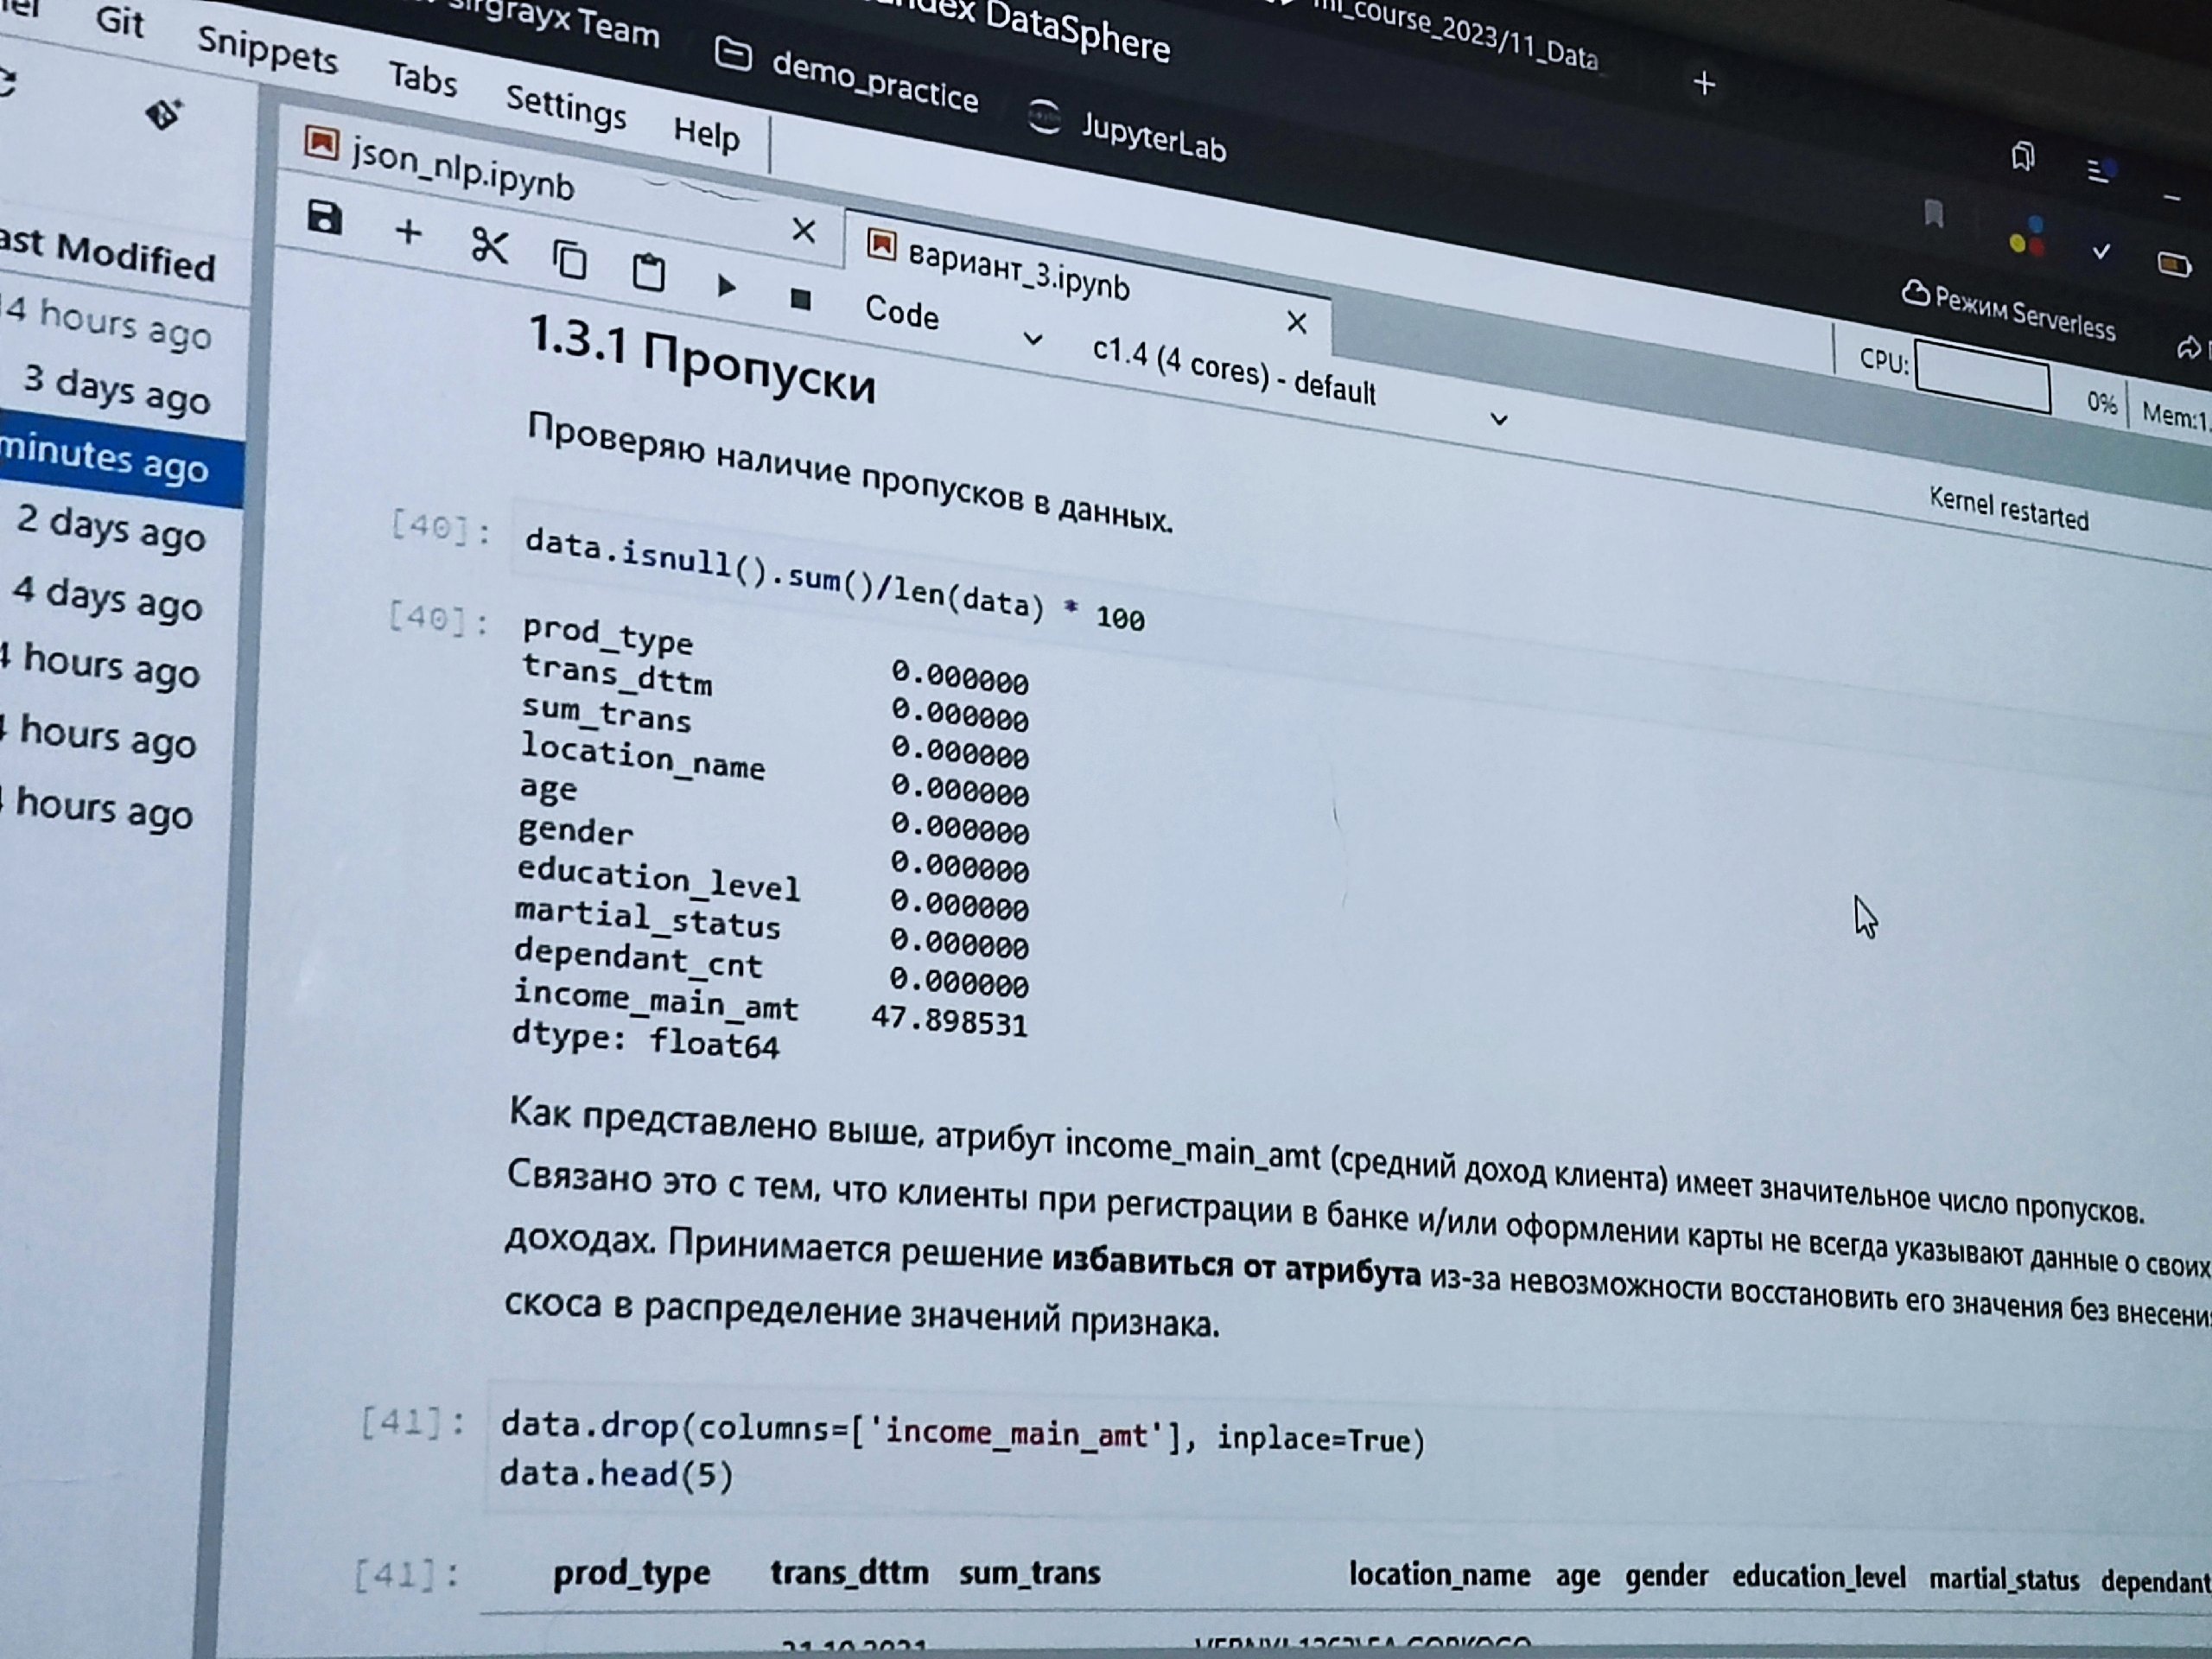 sirgrayx Team
demo_practice
DataSphere
JupyterLab
ml_course_2023/11_Data_
+
Git Snippets Tabs Settings Help
Режим Serverless
json_nlp.ipynb
вариант_3.ipynb
Code
c1.4 (4 cores) - default
CPU: 0% Mem:1.
Kernel restarted
Modified
14 hours ago
3 days ago
minutes ago
2 days ago
4 days ago
4 hours ago
hours ago
hours ago
1.3.1 Пропуски
Проверяю наличие пропусков в данных.
[40]: data.isnull().sum()/len(data) * 100
[40]: prod_type 0.000000
trans_dttm 0.000000
sum_trans 0.000000
location_name 0.000000
age 0.000000
gender 0.000000
education_level 0.000000
martial_status 0.000000
dependant_cnt 0.000000
income_main_amt 47.898531
dtype: float64
Как представлено выше, атрибут income_main_amt (средний доход клиента) имеет значительное число пропусков.
Связано это с тем, что клиенты при регистрации в банке и/или оформлении карты не всегда указывают данные о своих
доходах. Принимается решение избавиться от атрибута из-за невозможности восстановить его значения без
скоса в распределение значений признака.
[41]: data.drop(columns=['income_main_amt'], inplace=True)
data.head(5)
[41]: prod_type trans_dttm sum_trans location_name age gender education_level martial_status dependant